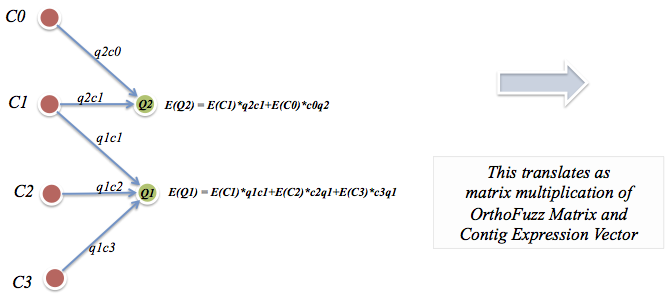 C0
q2c0
C1
q2c1
Q2
E(Q2) = E(C1)*q2c1+E(C0)*c0q2
q1c1
C2
q1c2
Q1
E(Q1) = E(C1)*q1c1+E(C2)*c2q1+E(C3)*c3q1
q1c3
C3
This translates as
matrix multiplication of
OrthoFuzz Matrix and
Contig Expression Vector